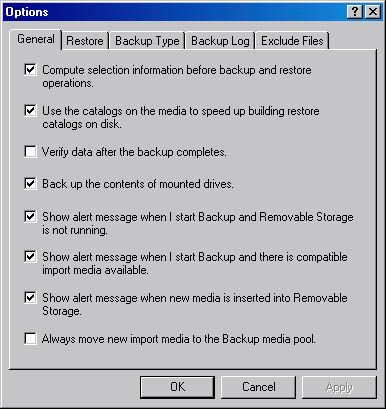 Options
General Restore Backup Type Backup Log Exclude Files
Compute selection information before backup and restore
operations.
Use the catalogs on the media to speed up building restore
catalogs on disk.
Verify data after the backup completes.
Back up the contents of mounted drives.
Show alert message when I start Backup and Removable Storage
is not running.
Show alert message when I start Backup and there is compatible
import media available.
Show alert message when new media is inserted into Removable
Storage.
Always move new import media to the Backup media pool.
OK Cancel Apply